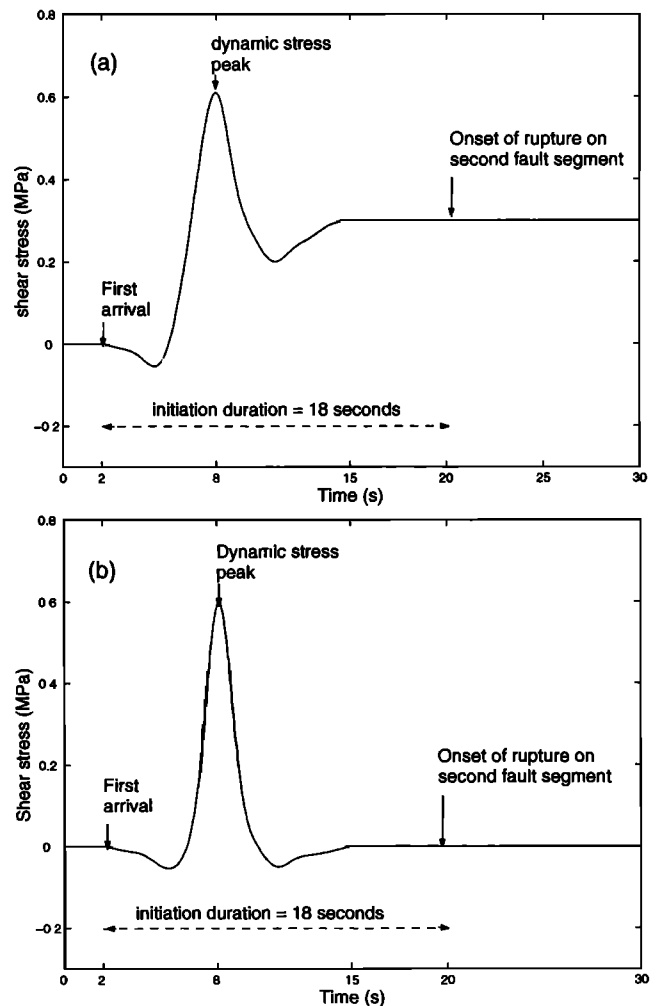 0.8
(a)
dynamic stress
peak
0.6
Onset of rupture on
second fault segment
0.4
shear stress (MPa)
0.2
First
arrival
0
initiation duration = 18 seconds
−0 2
0 2 8 15 20 25 30
Time (s)
0.8
(b)
Dynamic stress
peak
0 6
0 4
Shear stress (MPa)
Onset of rupture on
second fault segment
0.2
First
arrival
0
initiation duration = 18 seconds
−0 2
0 2 8 15 20 30
Time (s)